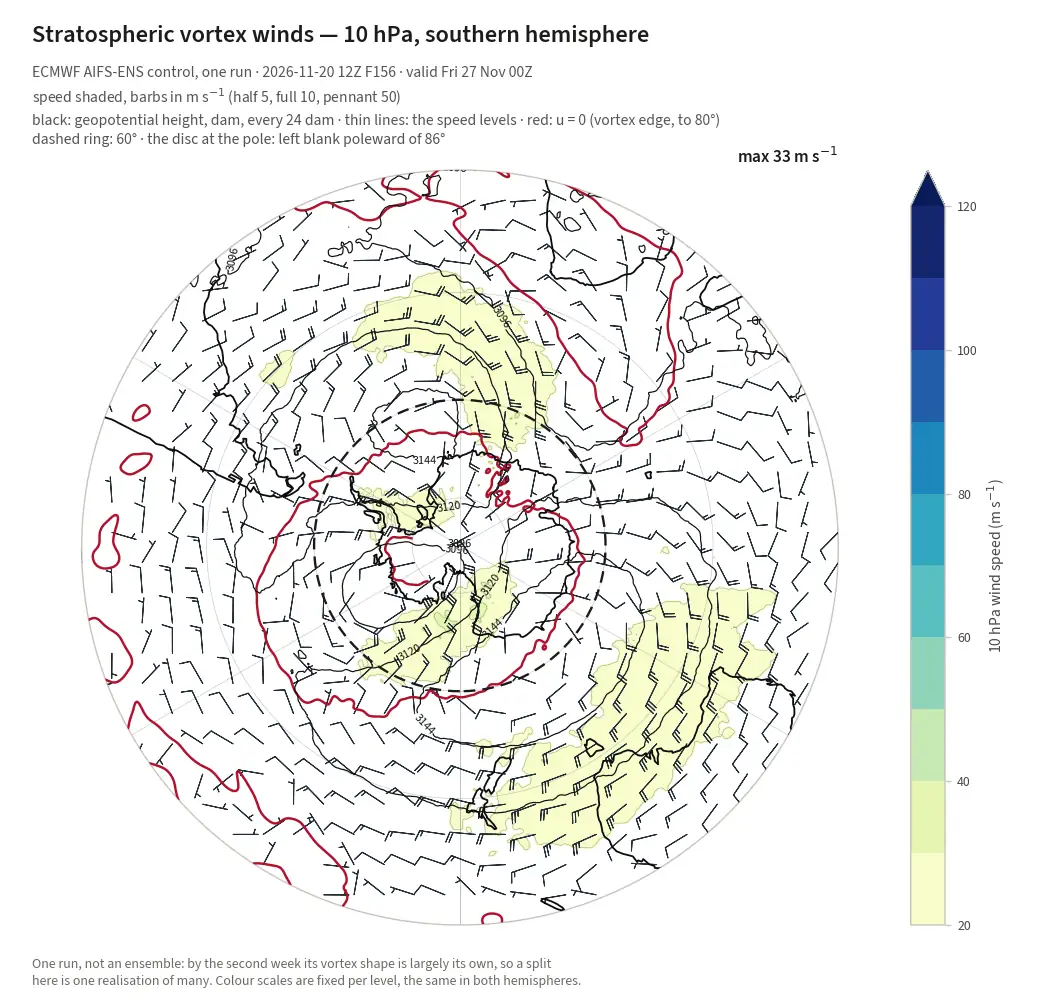 Stratospheric vortex winds — 10 hPa, southern hemisphere
ECMWF AIFS-ENS control, one run · 2026-11-20 12Z F156 · valid Fri 27 Nov 00Z
speed shaded, barbs in m s⁻¹ (half 5, full 10, pennant 50)
black: geopotential height, dam, every 24 dam · thin lines: the speed levels · red: u = 0 (vortex edge, to 80°)
dashed ring: 60° · the disc at the pole: left blank poleward of 86°
max 33 m s⁻¹
120
100
80
60
40
20
10 hPa wind speed (m s⁻¹)
3096
3096
3144
3120
3096
3096
3120
3144
3120
3144
One run, not an ensemble: by the second week its vortex shape is largely its own, so a split
here is one realisation of many. Colour scales are fixed per level, the same in both hemispheres.